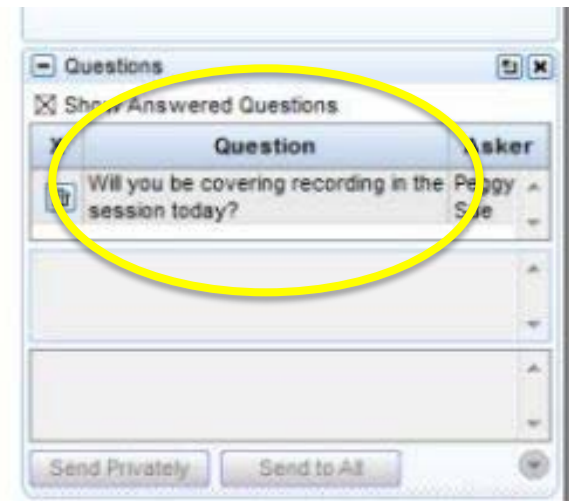 Questions
Show Answered Questions
X Question Asker
Will you be covering recording in the Peggy
session today? Sue
Send Privately Send to All